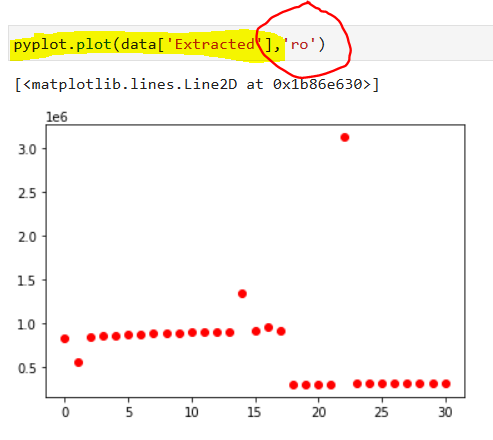 pyplot.plot(data['Extracted'],'ro')
[<matplotlib.lines.Line2D at 0x1b86e630>]
1e6
3.0
2.5
2.0
1.5
1.0
0.5
0 5 10 15 20 25 30